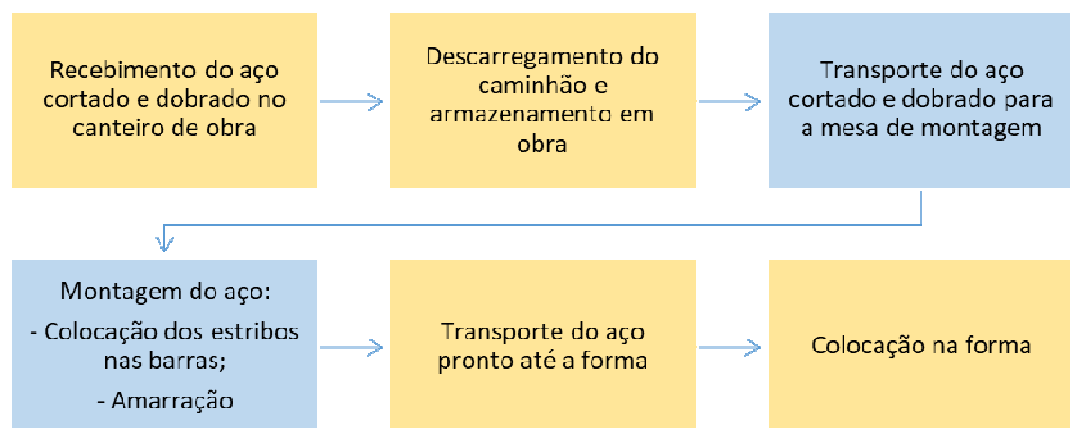 Recebimento do aço
cortado e dobrado no
canteiro de obra
Descarregamento do
caminhão e
armazenamento em
obra
Transporte do aço
cortado e dobrado para
a mesa de montagem
Montagem do aço:
- Colocação dos estribos
nas barras;
- Amarração
Transporte do aço
pronto até a forma
Colocação na forma